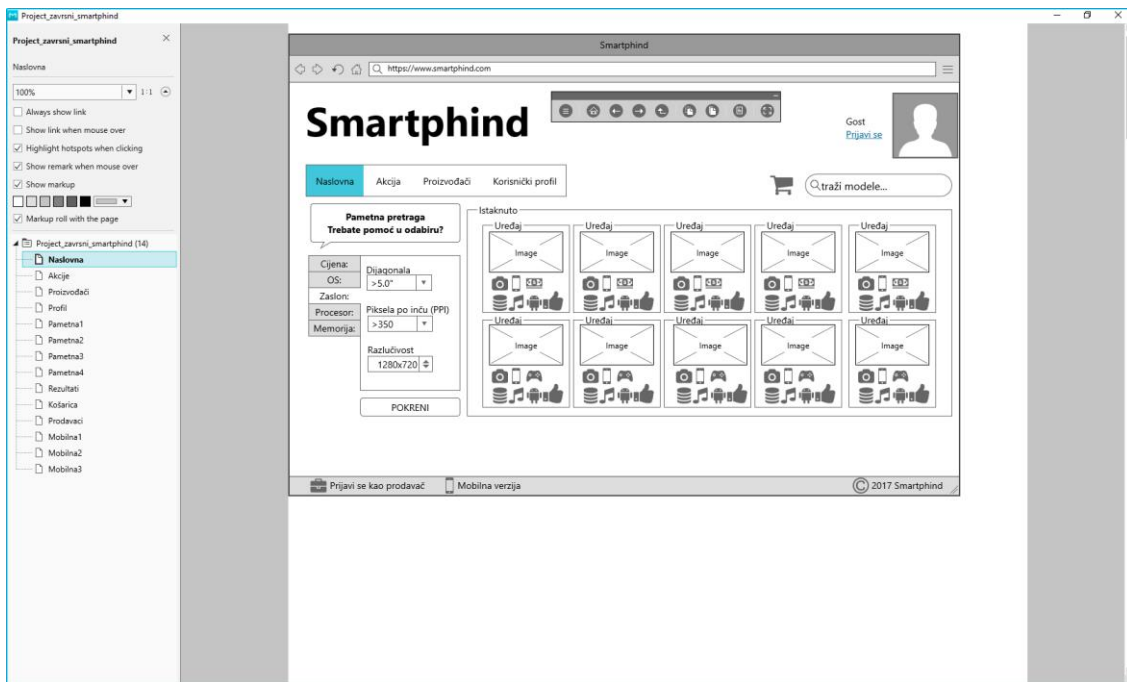 Project_zavrsni_smartphind
Project_zavrsni_smartphind
Naslovna
100%
1:1
Always show link
Show link when mouse over
Highlight hotspots when clicking
Show remark when mouse over
Show markup
Markup roll with the page
Project_zavrsni_smartphind (14)
Naslovna
Akcije
Proizvođači
Profil
Pametna1
Pametna2
Pametna3
Pametna4
Rezultati
Košarica
Prodavaci
Mobilna1
Mobilna2
Mobilna3
Smartphind
https://www.smartphind.com
Smartphind
Gost
Prijavi se
Naslovna Akcija Proizvođači Korisnički profil
traži modele...
Pametna pretraga
Trebate pomoć u odabiru?
Cijena:
OS:
Zaslon:
Procesor:
Memorija:
Dijagonala
>5.0"
Piksela po inču (PPI)
>350
Razlučivost
1280x720
POKRENI
Istaknuto
Uređaj Uređaj Uređaj Uređaj Uređaj
Image Image Image Image Image
Uređaj Uređaj Uređaj Uređaj Uređaj
Image Image Image Image Image
Prijavi se kao prodavač Mobilna verzija © 2017 Smartphind